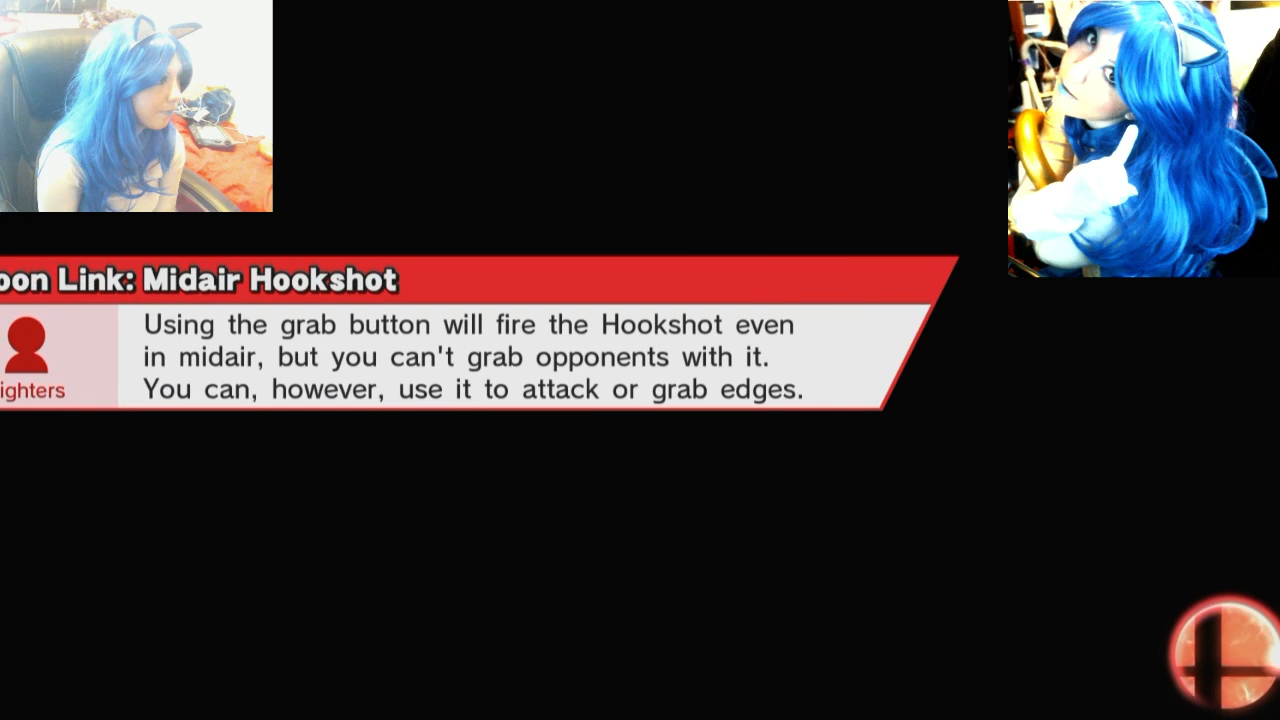 oon Link: Midair Hookshot
Using the grab button will fire the Hookshot even
in midair, but you can't grab opponents with it.
You can, however, use it to attack or grab edges.
ighters